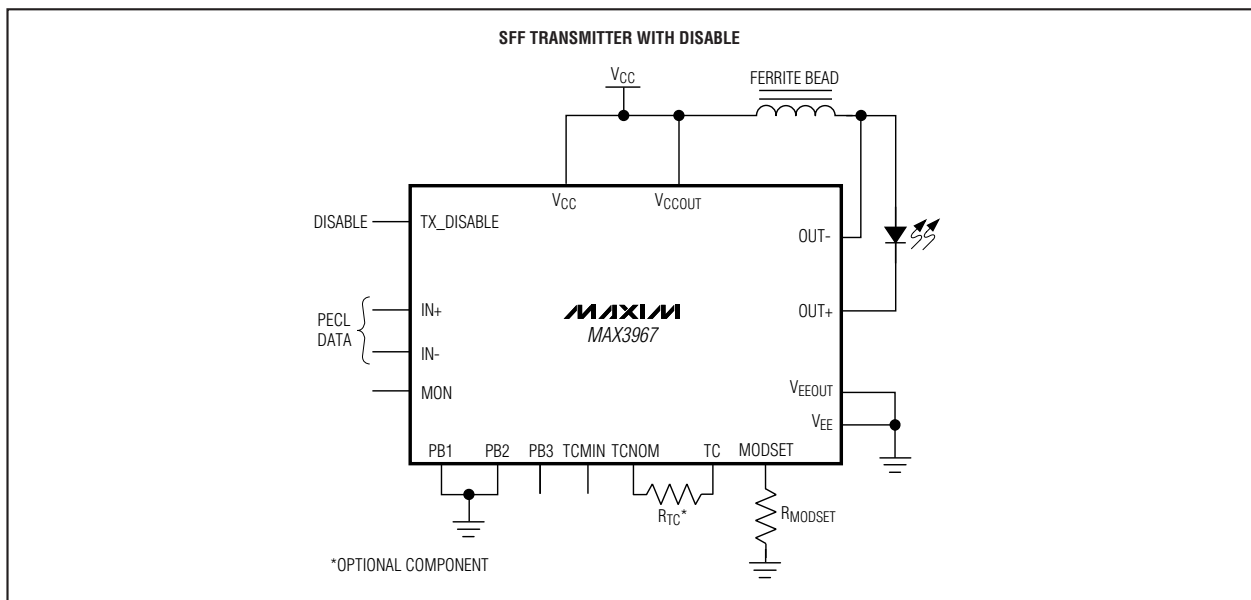 SFF TRANSMITTER WITH DISABLE
VCC
FERRITE BEAD
VCC
VCCOUT
DISABLE
TX_DISABLE
OUT-
IN+
PECL
DATA
IN-
MAXIM
MAX3967
OUT+
MON
VEEOUT
VEE
PB1
PB2
PB3
TCMIN
TCNOM
TC
MODSET
RTC*
RMODSET
*OPTIONAL COMPONENT